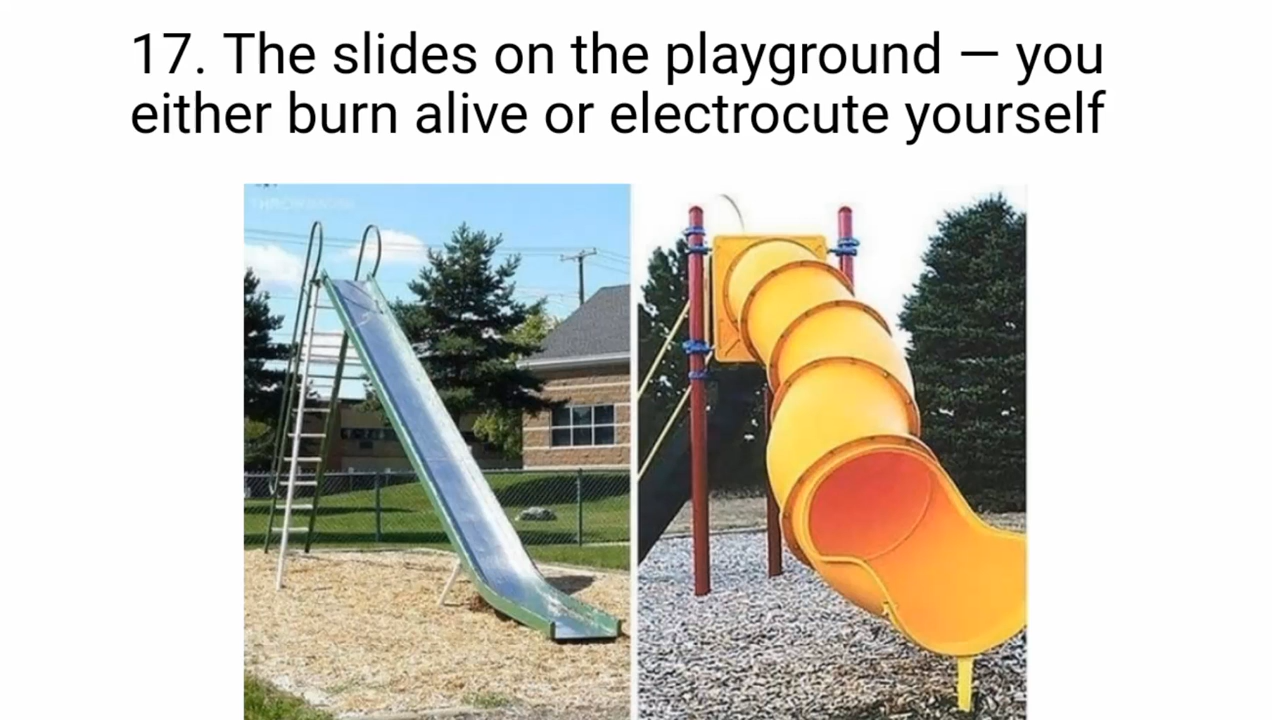 17. The slides on the playground — you
either burn alive or electrocute yourself